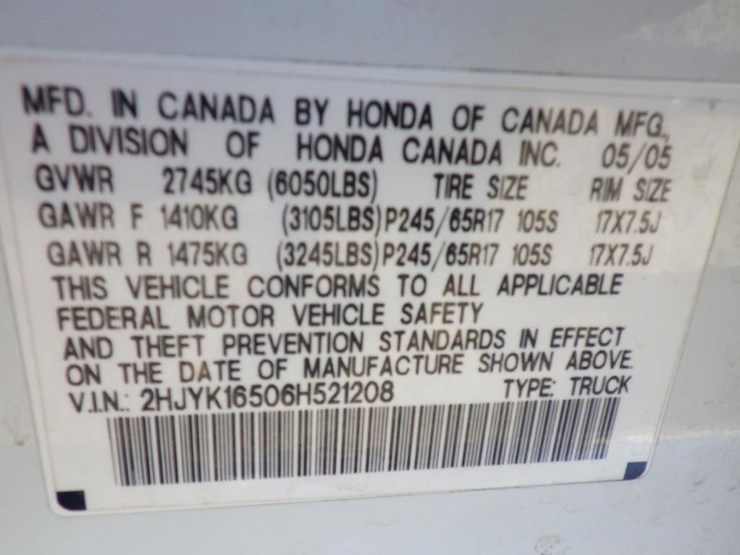 MFD. IN CANADA BY HONDA OF CANADA MFG.,
A DIVISION OF HONDA CANADA INC. 05/05
GVWR 2745KG (6050LBS) TIRE SIZE RIM SIZE
GAWR F 1410KG (3105LBS) P245/65R17 105S 17X7.5J
GAWR R 1475KG (3245LBS) P245/65R17 105S 17X7.5J
THIS VEHICLE CONFORMS TO ALL APPLICABLE
FEDERAL MOTOR VEHICLE SAFETY
AND THEFT PREVENTION STANDARDS IN EFFECT
ON THE DATE OF MANUFACTURE SHOWN ABOVE.
V.I.N.: 2HJYK16506H521208 TYPE: TRUCK